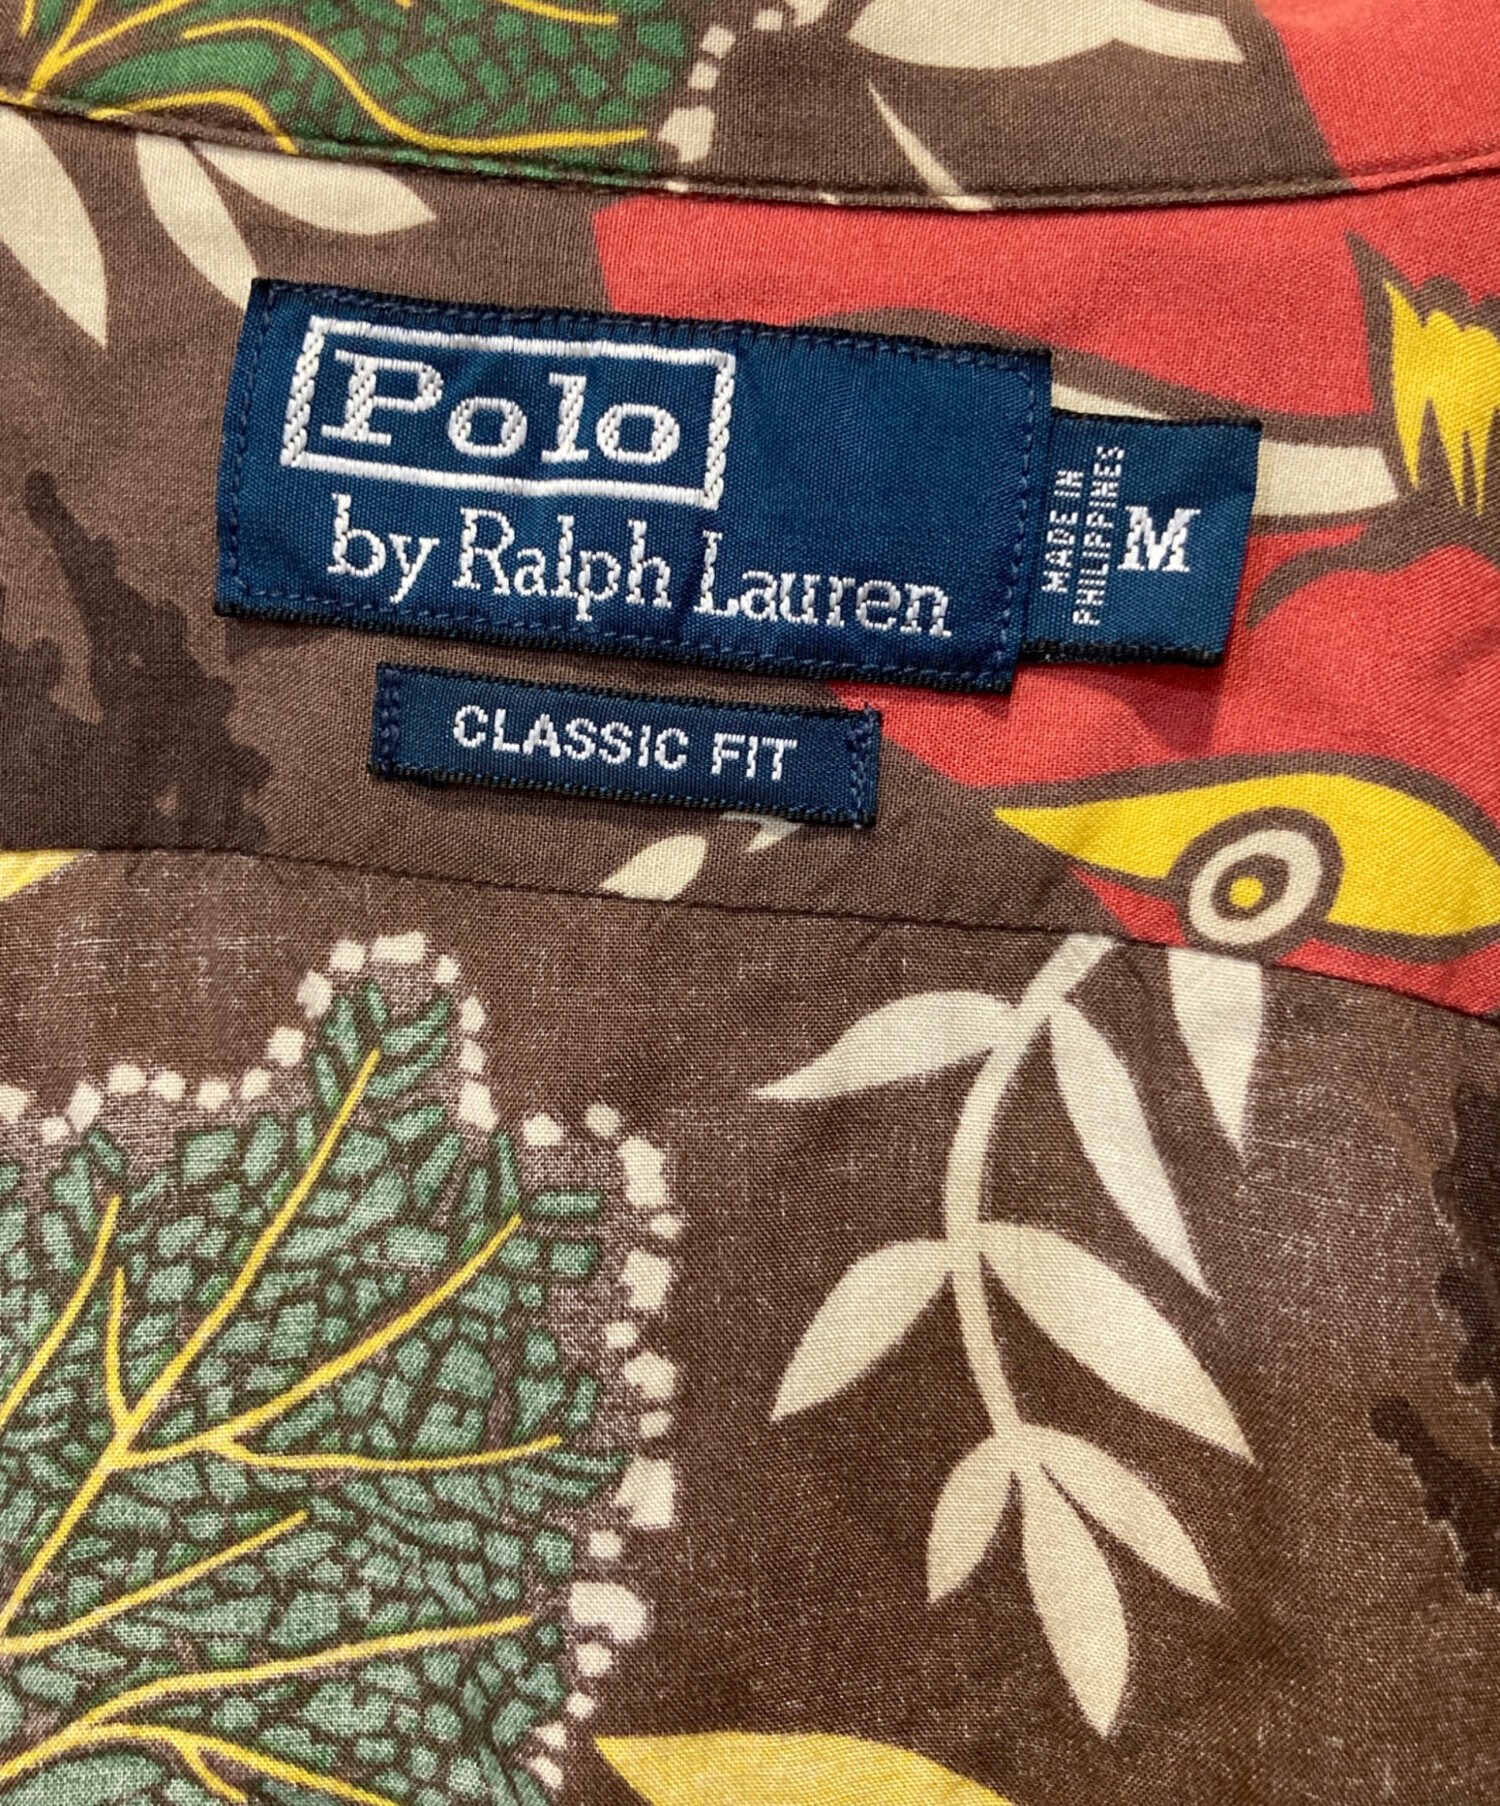 Polo
by Ralph Lauren
MADE IN
PHILIPPINES
M
CLASSIC FIT